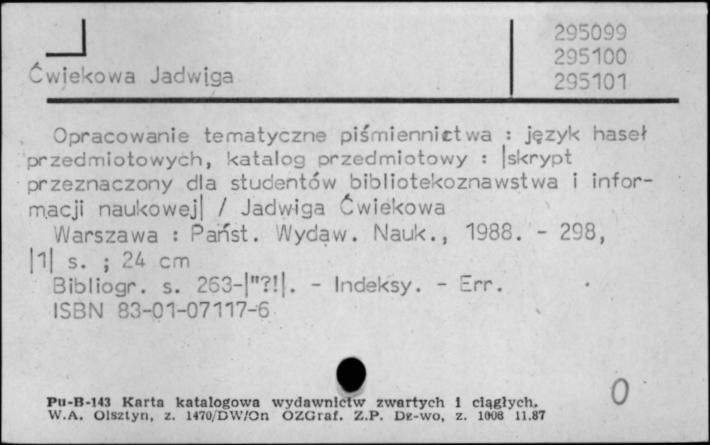 295099
295100
Ćwiekowa Jadwiga
295101
Opracowanie tematyczne piśmiennictwa : język haseł
przedmiotowych, katalog przedmiotowy : |skrypt
przeznaczony dla studentów bibliotekoznawstwa i infor-
macji naukowej| / Jadwiga Ćwiekowa
Warszawa : Państ. Wydaw. Nauk., 1988. - 298,
|1| s. ; 24 cm
Bibliogr. s. 263-|"?!|. - Indeksy. - Err.
ISBN 83-01-07117-6
Pu-B-143 Karta katalogowa wydawnictw zwartych i ciągłych.
W.A. Olsztyn, z. 1470/DW/On OZGraf. Z.P. Dz-wo, z. 1008 11.87
0